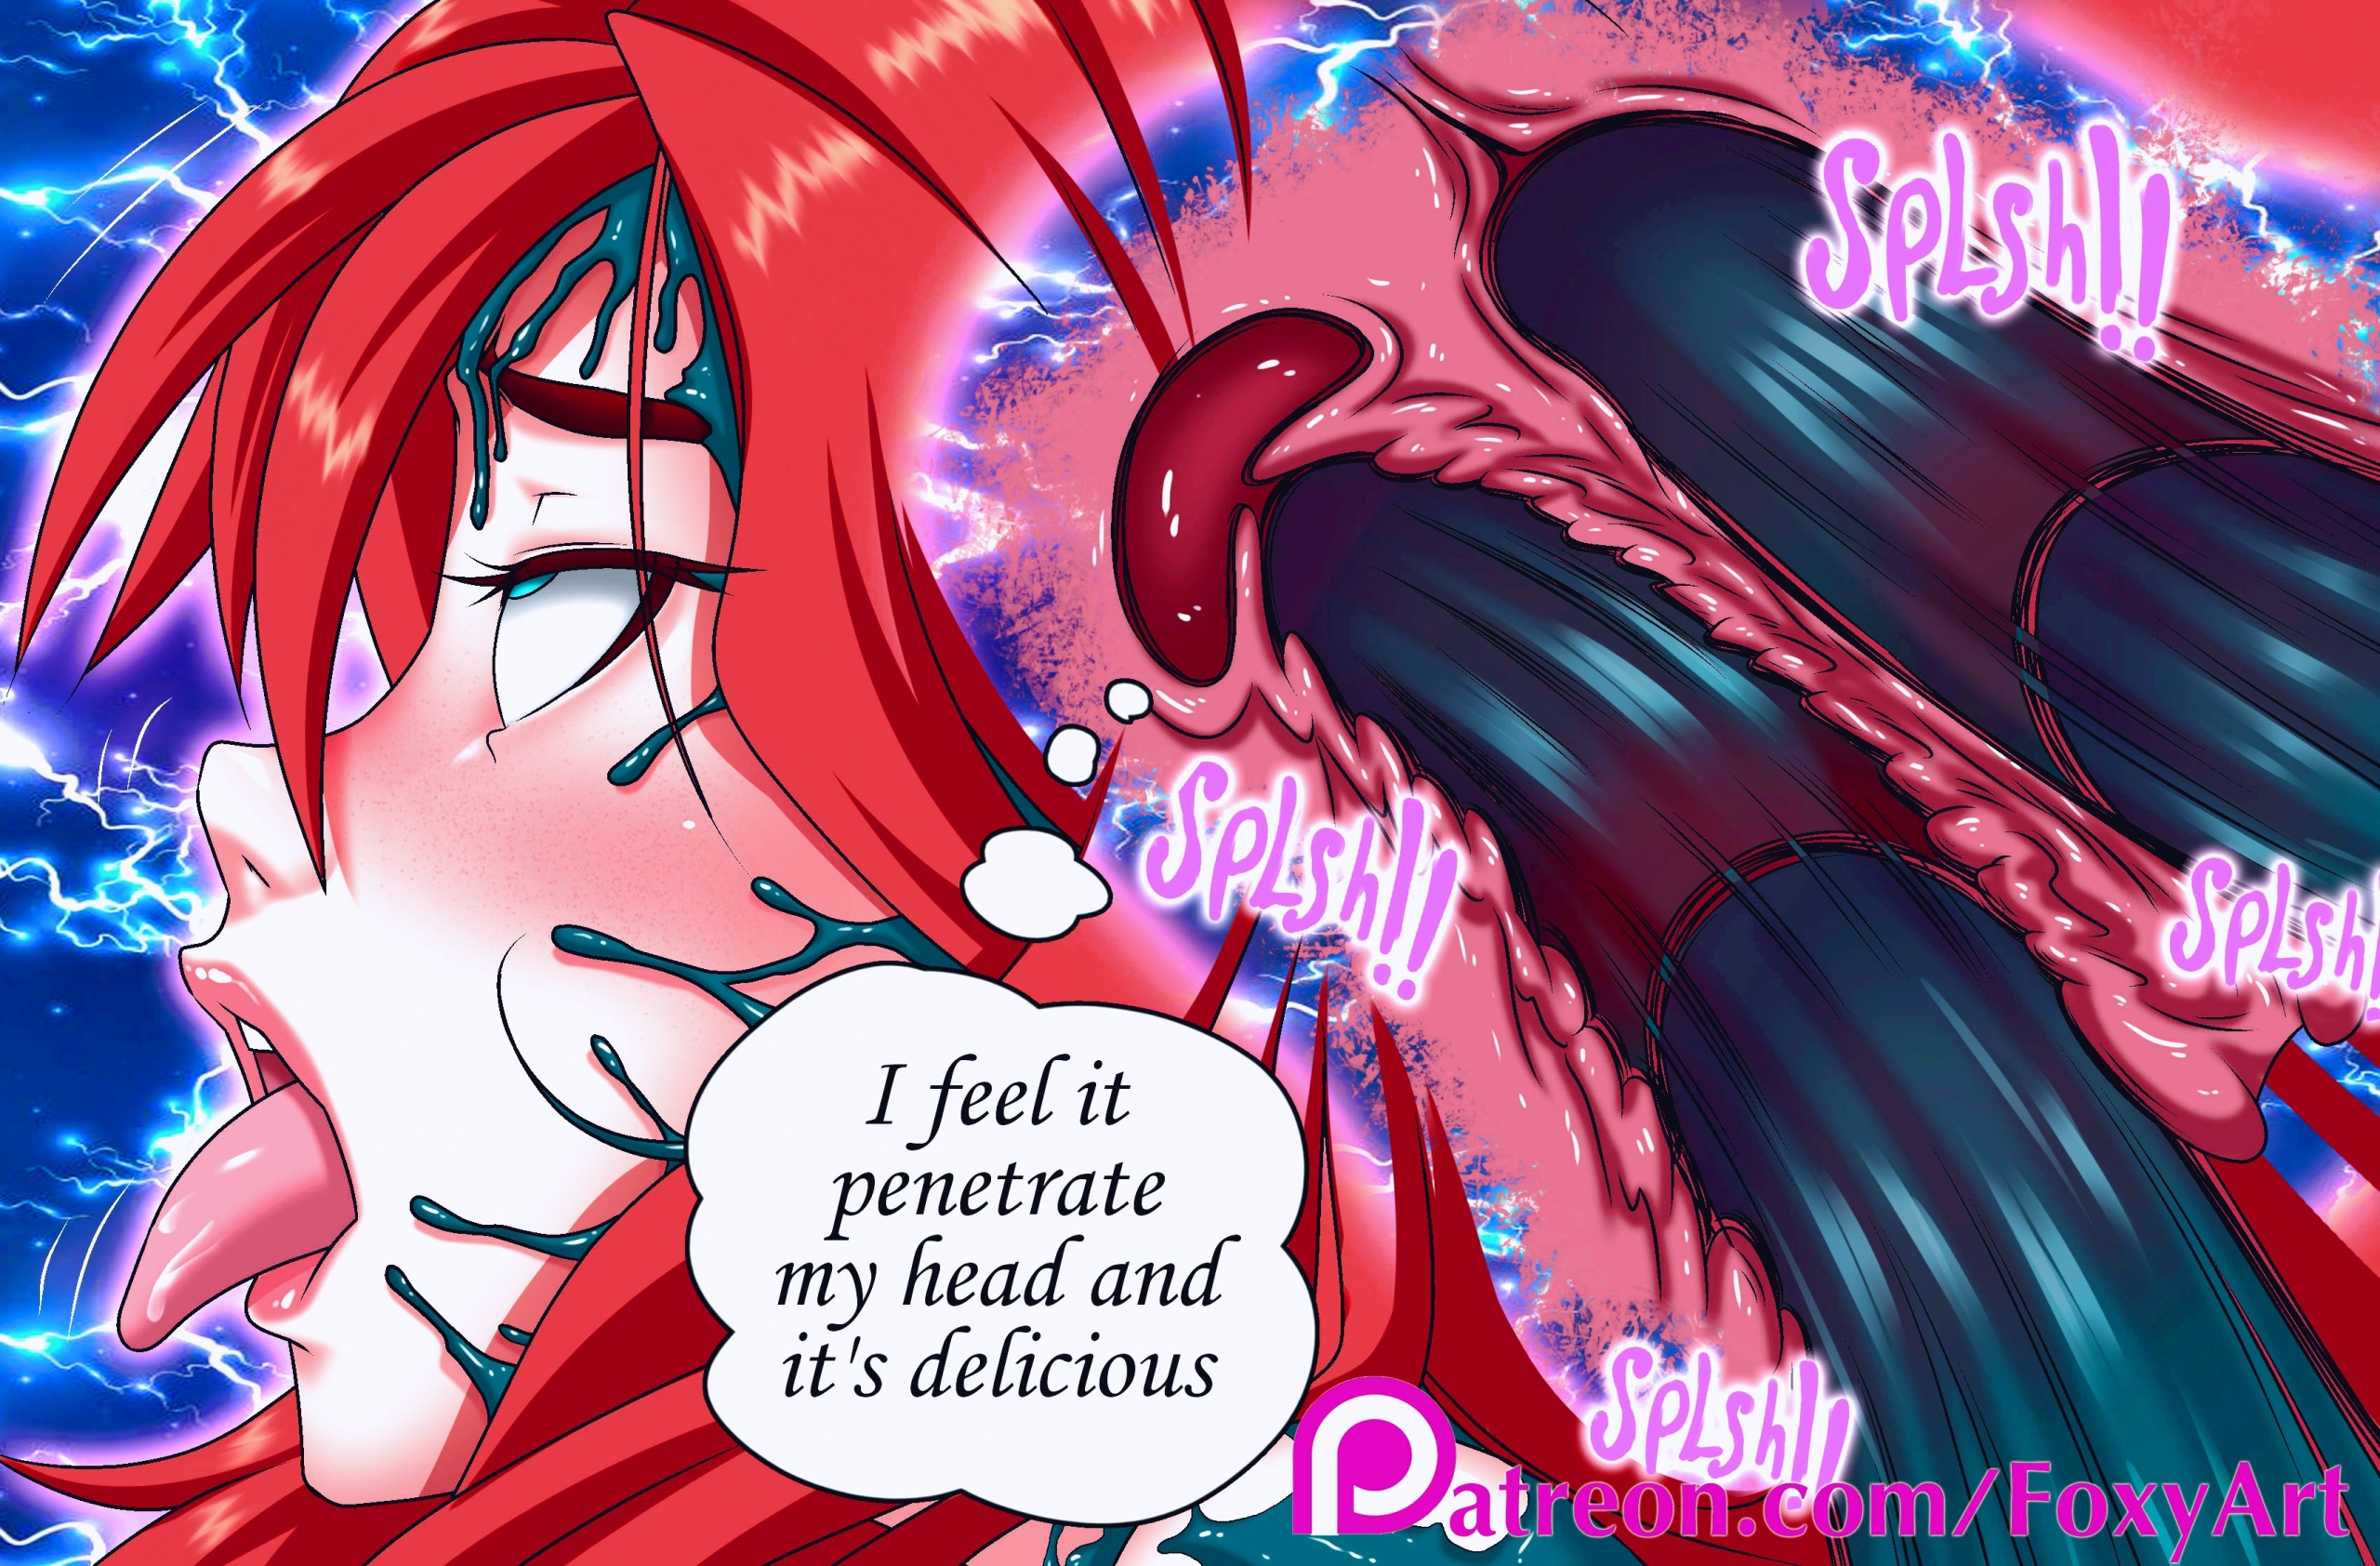 SPLSh!!
SPLSh!!
SPLSh!
I feel it
penetrate
my head and
it's delicious
SPLSh!!
Patreon.com/FoxyArt